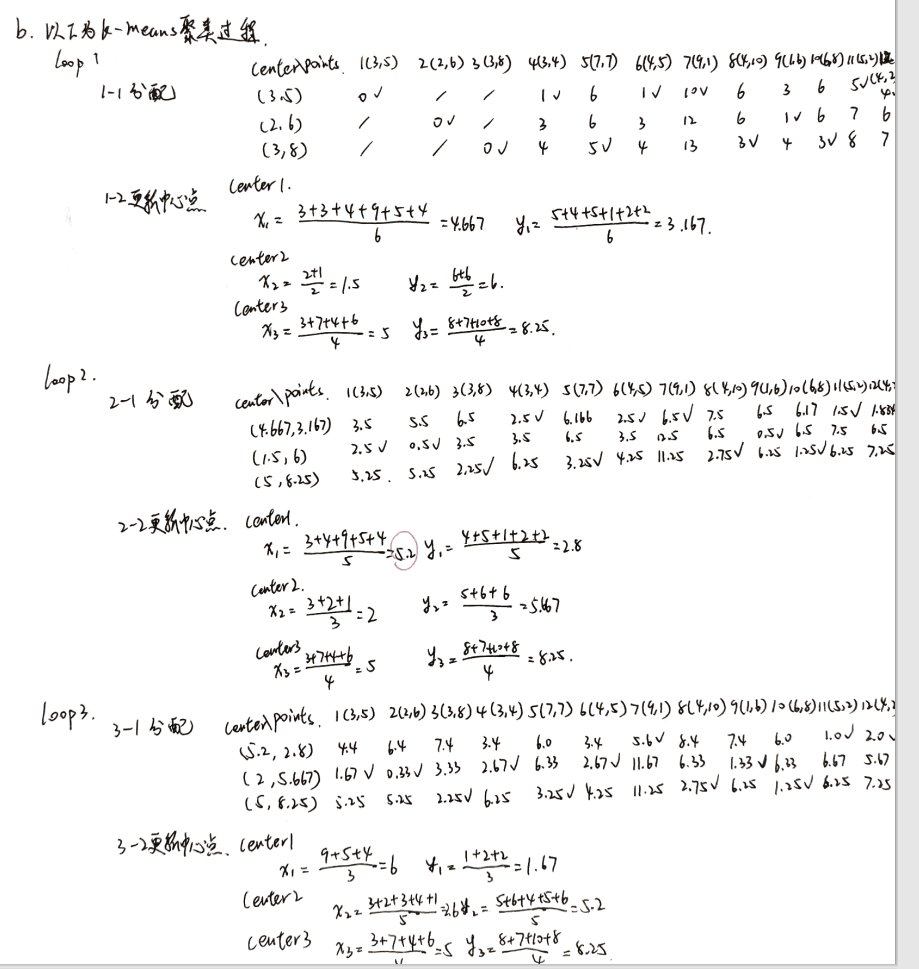 b. 以下为k-means聚类过程.
Loop 1
1-1 分配
center\points. 1(3,5) 2(2,6) 3(3,8) 4(3,4) 5(7,7) 6(4,5) 7(9,1) 8(4,10) 9(1,6) 10(6,8) 11(5,2)
(3,5) 0√ / / 1√ 6 1√ 10√ 6 3 6 5√ 4
(2,6) / 0√ / 3 6 3 12 6 1√ 6 7 6
(3,8) / / 0√ 4 5√ 4 13 3√ 4 3√ 8 7
1-2 更新中心点
Center 1.
x₁= (3+3+4+9+5+4)/6 =4.667 y₁= (5+4+5+1+2+2)/6 =3.167.
center2
x₂= (2+1)/2 =1.5 y₂= (6+6)/2 =6.
Center3
x₃= (3+7+4+6)/4 =5 y₃= (8+7+10+8)/4 =8.25.
Loop2.
2-1 分配
center\points. 1(3,5) 2(2,6) 3(3,8) 4(3,4) 5(7,7) 6(4,5) 7(9,1) 8(4,10) 9(1,6) 10(6,8) 11(5,2) 12(4,
(4.667,3.167) 3.5 5.5 6.5 2.5√ 6.166 2.5√ 6.5√ 7.5 6.5 6.17 1.5√ 1.834
(1.5,6) 2.5√ 0.5√ 3.5 3.5 6.5 3.5 12.5 6.5 0.5√ 6.5 7.5 6.5
(5,8.25) 5.25. 5.25 2.25√ 6.25 3.25√ 4.25 11.25 2.75√ 6.25 1.25√ 6.25 7.25
2-2更新中心点. center1.
x₁= (3+4+9+5+4)/5 =5.2 y₁= (4+5+1+2+2)/5 =2.8
center2.
x₂= (3+2+1)/3 =2 y₂= (5+6+6)/3 =5.667
center3
x₃= (3+7+4+6)/4 =5 y₃= (8+7+10+8)/4 =8.25.
Loop3.
3-1 分配
center\points. 1(3,5) 2(2,6) 3(3,8) 4(3,4) 5(7,7) 6(4,5) 7(9,1) 8(4,10) 9(1,6) 10(6,8) 11(5,2) 12(4,
(5.2, 2.8) 4.4 6.4 7.4 3.4 6.0 3.4 5.6√ 8.4 7.4 6.0 1.0√ 2.0√
(2,5.667) 1.67√ 0.33√ 3.33 2.67√ 6.33 2.67√ 11.67 6.33 1.33√ 6.33 6.67 5.67
(5,8.25) 5.25 5.25 2.25√ 6.25 3.25√ 4.25 11.25 2.75√ 6.25 1.25√ 6.25 7.25
3-2更新中心点. center1
x₁= (9+5+4)/3 =6 y₁= (1+2+2)/3 =1.67
Center2
x₂= (3+2+3+4+1)/5 =2.6 y₂= (5+6+4+5+6)/5 =5.2
center3 x₃= (3+7+4+6)/4 =5 y₃= (8+7+10+8)/4 =8.25.